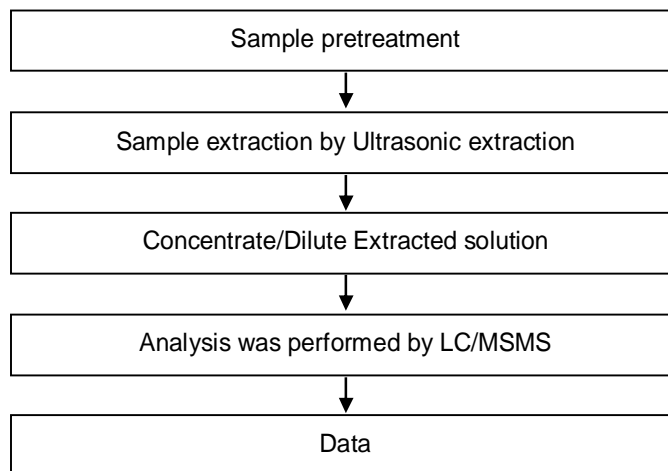 Sample pretreatment
Sample extraction by Ultrasonic extraction
Concentrate/Dilute Extracted solution
Analysis was performed by LC/MSMS
Data